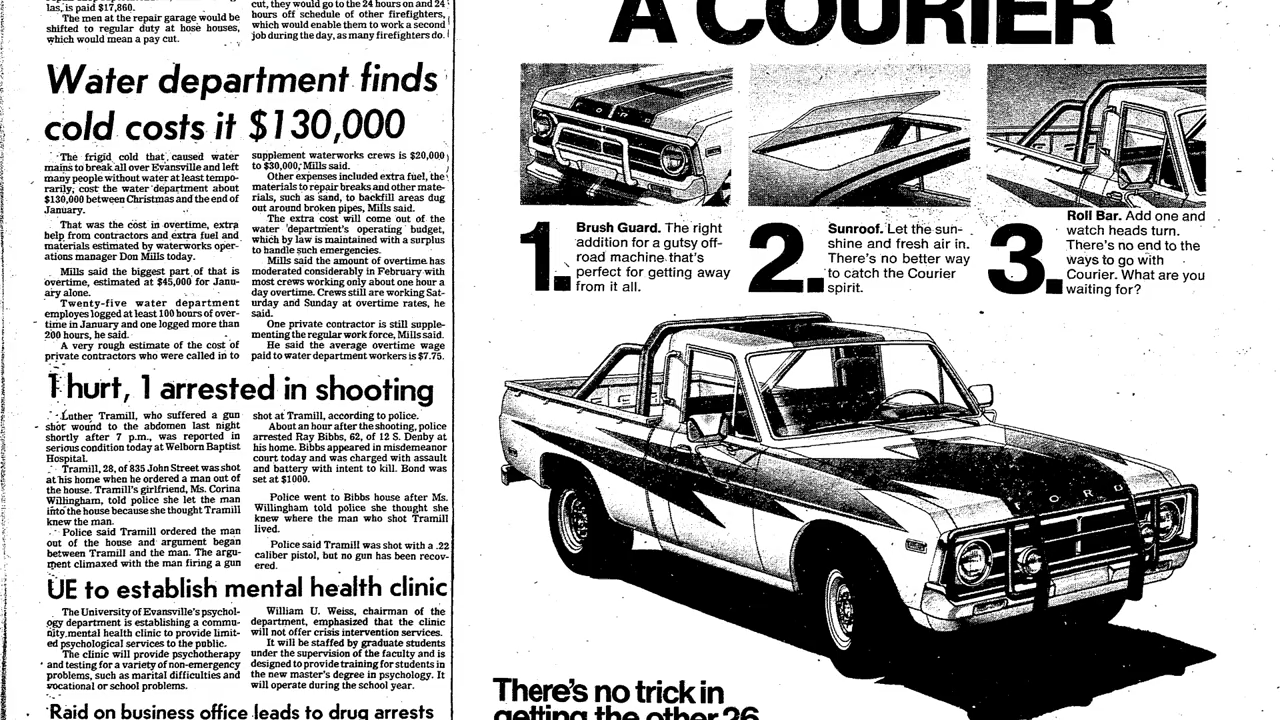 las, is paid $17,860.
The men at the repair garage would be
shifted to regular duty at hose houses,
which would mean a pay cut.
cut, they would go to the 24 hours on and 24
hours off schedule of other firefighters,
which would enable them to work a second
job during the day, as many firefighters do.
Water department finds
cold costs it $130,000
The frigid cold that caused water
mains to break all over Evansville and left
many people without water at least tempo-
rarily, cost the water department about
$130,000 between Christmas and the end of
January.
That was the cost in overtime, extra
help from contractors and extra fuel and
materials estimated by waterworks oper-
ations manager Don Mills today.
Mills said the biggest part of that is
overtime, estimated at $45,000 for Janu-
ary alone.
Twenty-five water department
employes logged at least 100 hours of over-
time in January and one logged more than
200 hours, he said.
A very rough estimate of the cost of
private contractors who were called in to
supplement waterworks crews is $20,000
to $30,000, Mills said.
Other expenses included extra fuel, the
materials to repair breaks and other mate-
rials, such as sand, to backfill areas dug
out around broken pipes, Mills said.
The extra cost will come out of the
water department's operating budget,
which by law is maintained with a surplus
to handle such emergencies.
Mills said the amount of overtime has
moderated considerably in February with
most crews working only about one hour a
day overtime. Crews still are working Sat-
urday and Sunday at overtime rates, he
said.
One private contractor is still supple-
menting the regular work force, Mills said.
He said the average overtime wage
paid to water department workers is $7.75.
1 hurt, 1 arrested in shooting
Luther Tramill, who suffered a gun
shot wound to the abdomen last night
shortly after 7 p.m., was reported in
serious condition today at Welborn Baptist
Hospital.
Tramill, 28, of 835 John Street was shot
at his home when he ordered a man out of
the house. Tramill's girlfriend, Ms. Corina
Willingham, told police she let the man
into the house because she thought Tramill
knew the man.
Police said Tramill ordered the man
out of the house and argument began
between Tramill and the man. The argu-
ment climaxed with the man firing a gun
shot at Tramill, according to police.
About an hour after the shooting, police
arrested Ray Bibbs, 62, of 12 S. Denby at
his home. Bibbs appeared in misdemeanor
court today and was charged with assault
and battery with intent to kill. Bond was
set at $1000.
Police went to Bibbs house after Ms.
Willingham told police she thought she
knew where the man who shot Tramill
lived.
Police said Tramill was shot with a .22
caliber pistol, but no gun has been recov-
ered.
UE to establish mental health clinic
The University of Evansville's psychol-
ogy department is establishing a commu-
nity mental health clinic to provide limit-
ed psychological services to the public.
The clinic will provide psychotherapy
and testing for a variety of non-emergency
problems, such as marital difficulties and
vocational or school problems.
William U. Weiss, chairman of the
department, emphasized that the clinic
will not offer crisis intervention services.
It will be staffed by graduate students
under the supervision of the faculty and is
designed to provide training for students in
the new master's degree in psychology. It
will operate during the school year.
Raid on business office leads to drug arrests
A COURIER
FORD
1. Brush Guard. The right
addition for a gutsy off-
road machine that's
perfect for getting away
from it all.
2. Sunroof. Let the sun-
shine and fresh air in.
There's no better way
to catch the Courier
spirit.
3. Roll Bar. Add one and
watch heads turn.
There's no end to the
ways to go with
Courier. What are you
waiting for?
FORD
There's no trick in
getting the other 26